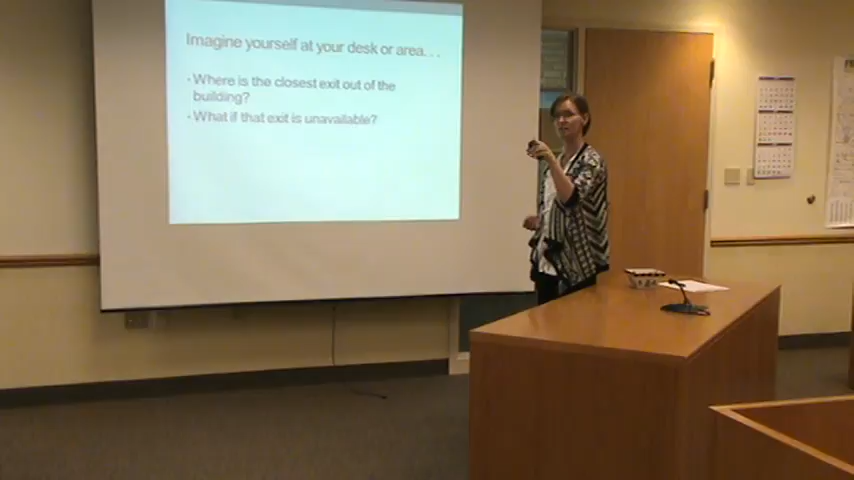 Imagine yourself at your desk or area. . .
• Where is the closest exit out of the
building?
• What if that exit is unavailable?